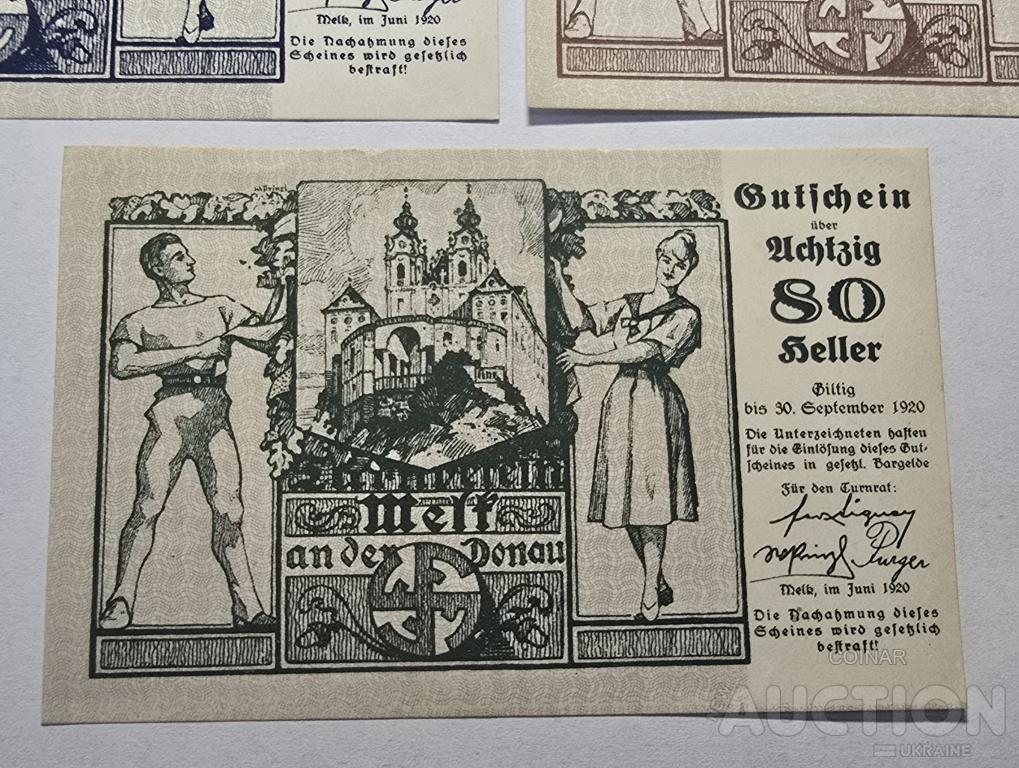 Melk, im Juni 1920
Die Nachahmung dieses
Scheines wird gesetzlich
bestraft!
Gutschein
über
Achtzig
80
Heller
Giltig
bis 30. September 1920
Die Unterzeichneten haften
für die Einlösung dieses Gut-
scheines in gesetzl. Bargelde
Für den Turnrat:
Purger
Melk, im Juni 1920
Die Nachahmung dieses
Scheines wird gesetzlich
bestraft!
Turnverein
Melk
an der Donau
COINAR
AUCTION
UKRAINE